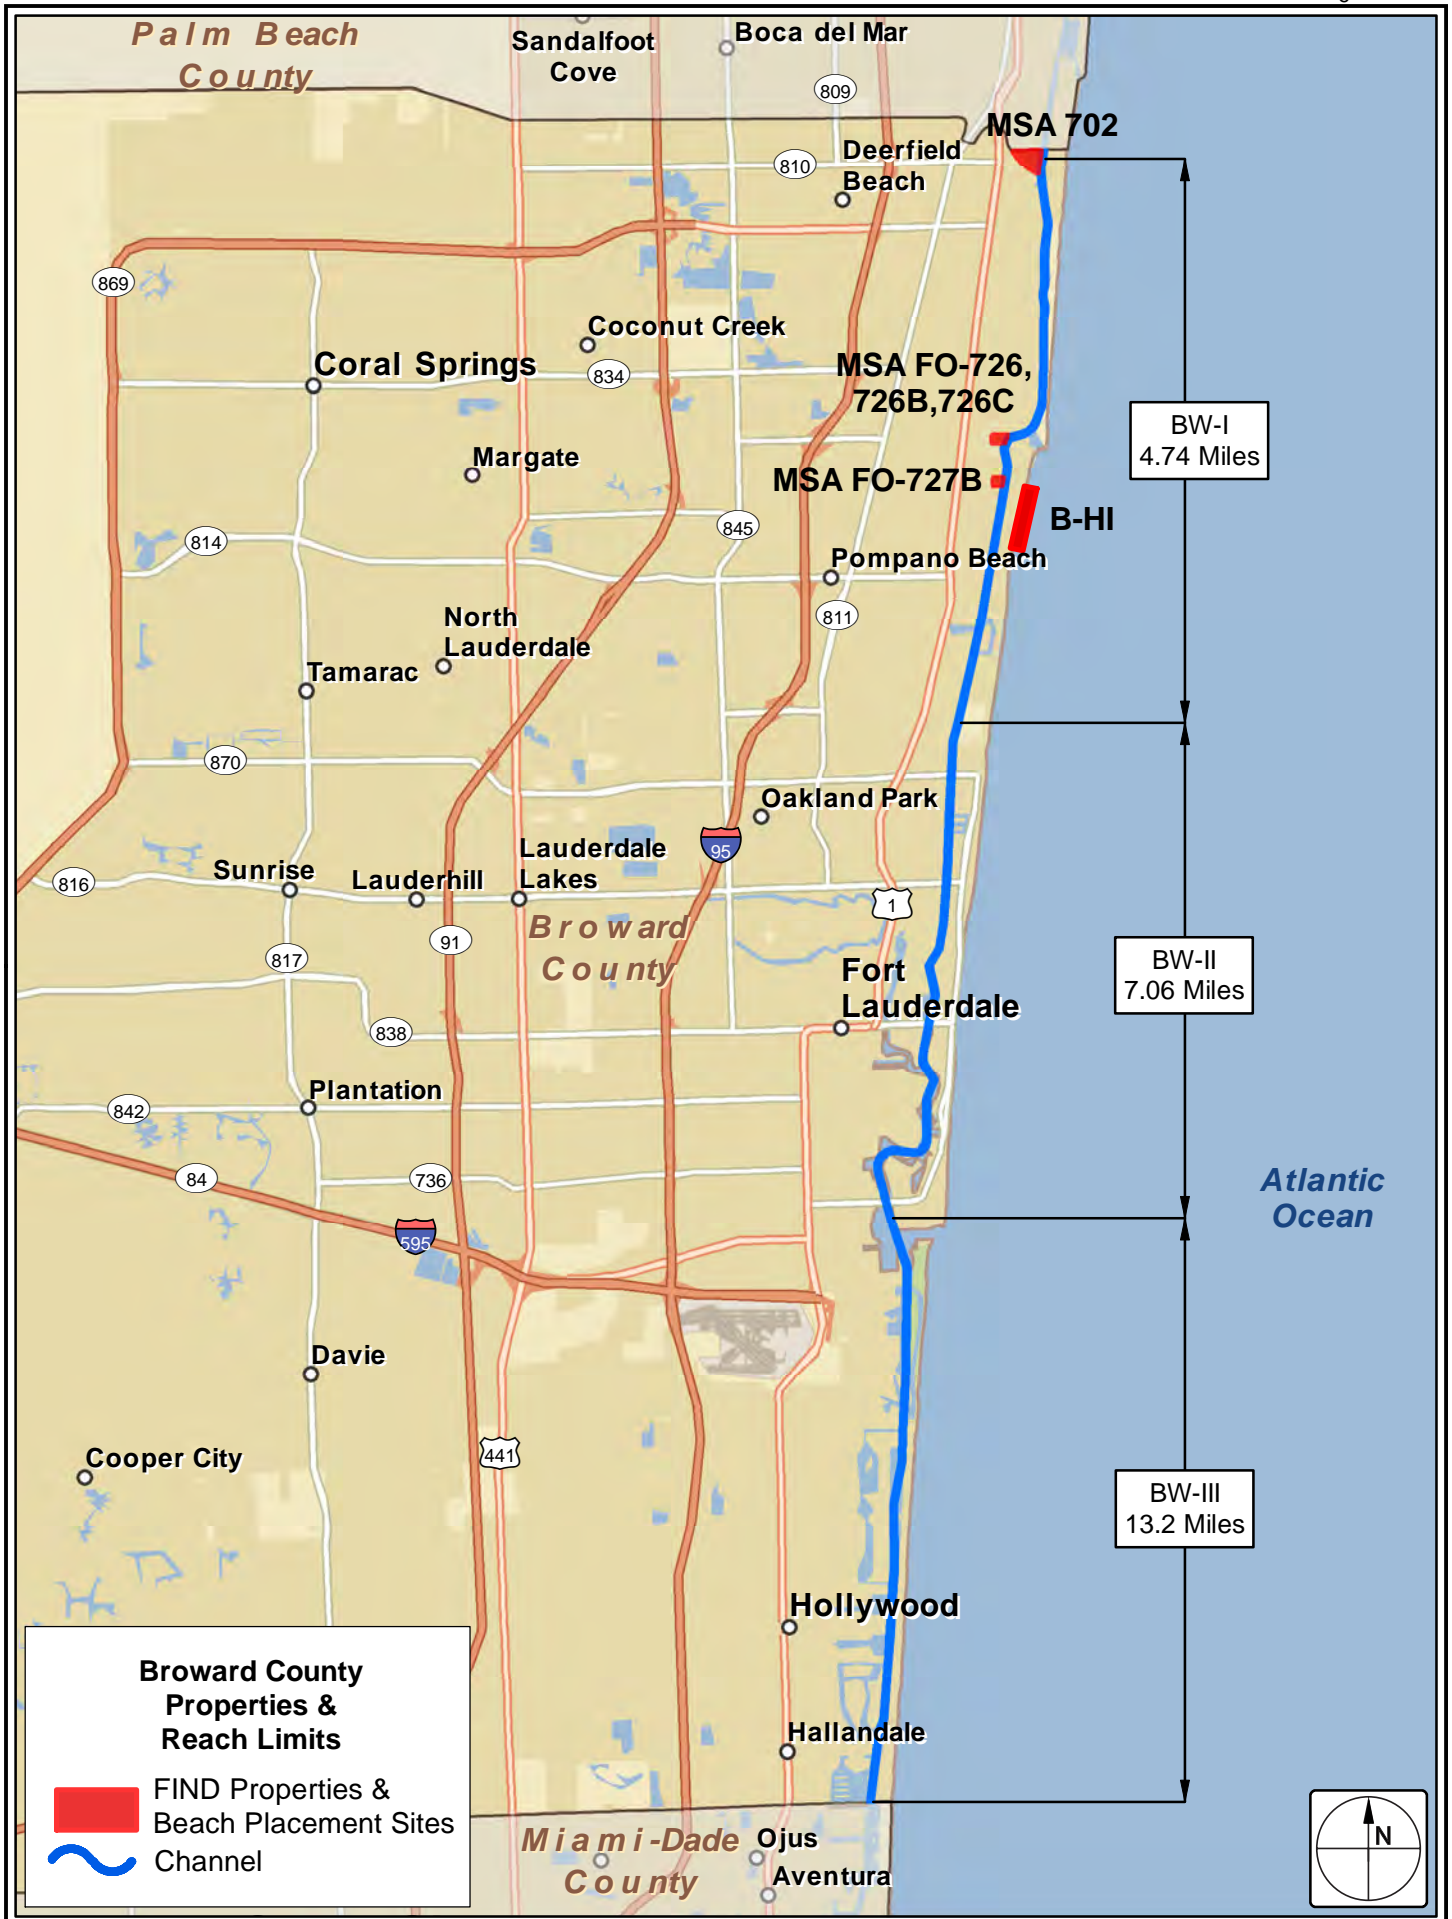 Palm Beach
County
Sandalfoot
Cove
Boca del Mar
809
MSA 702
810
Deerfield
Beach
869
Coconut Creek
Coral Springs
834
MSA FO-726,
726B,726C
BW-I
4.74 Miles
Margate
MSA FO-727B
B-HI
814
845
Pompano Beach
811
North
Lauderdale
Tamarac
870
Oakland Park
95
816
Sunrise
Lauderhill
Lauderdale
Lakes
1
Broward
County
91
817
Fort
Lauderdale
BW-II
7.06 Miles
838
Plantation
842
84
736
Atlantic
Ocean
595
Davie
Cooper City
441
BW-III
13.2 Miles
Hollywood
Hallandale
Broward County
Properties &
Reach Limits
FIND Properties &
Beach Placement Sites
Channel
Miami-Dade
County
Ojus
Aventura
N